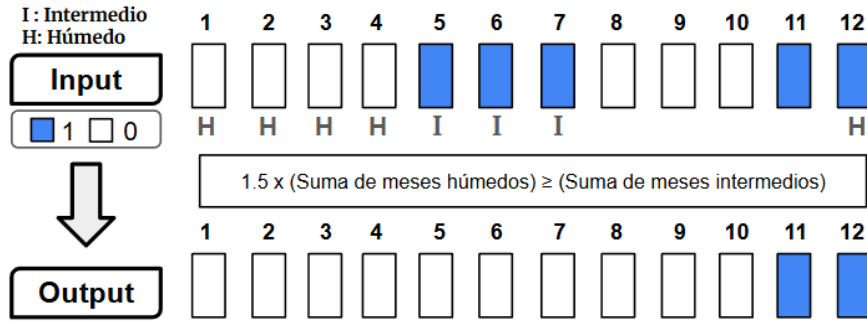 I : Intermedio
H: Húmedo
1 2 3 4 5 6 7 8 9 10 11 12
Input
1 0
H H H H I I I H
1.5 x (Suma de meses húmedos) ≥ (Suma de meses intermedios)
1 2 3 4 5 6 7 8 9 10 11 12
Output